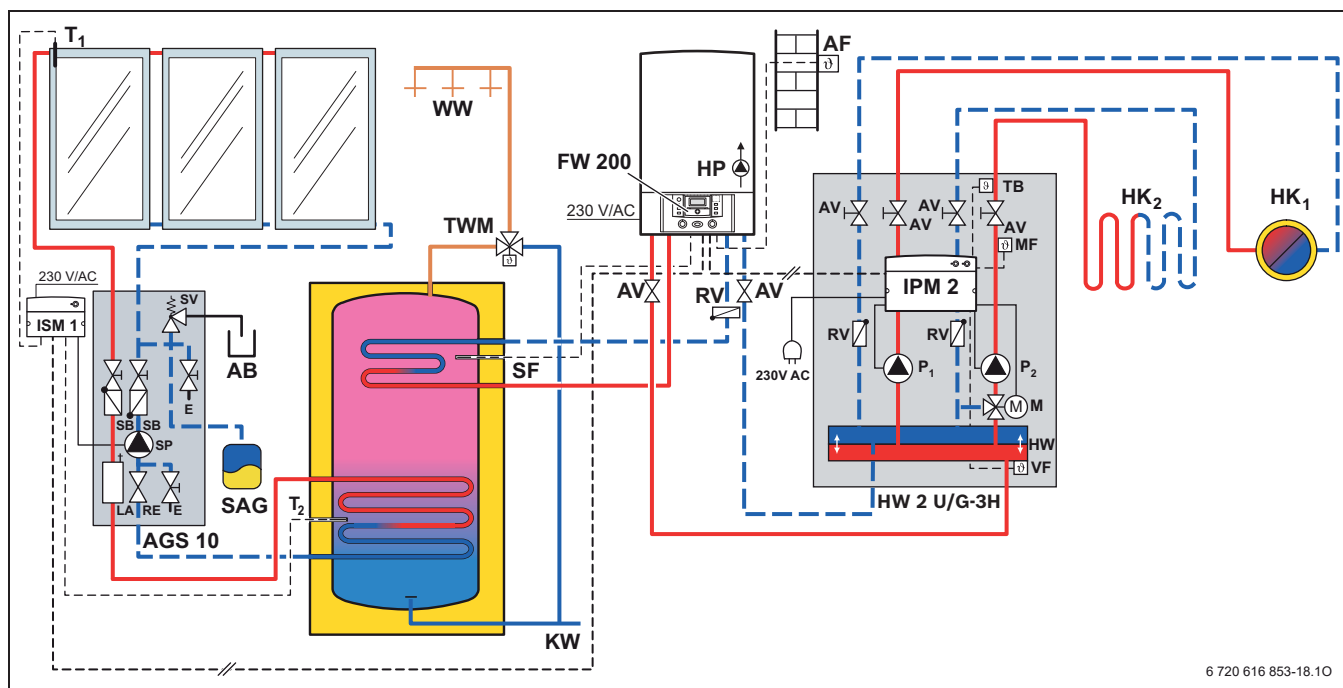 T1
AF
WW
FW 200
HP
230 V/AC
TB
HK2
HK1
AV
AV
AV
AV
MF
TWM
230 V/AC
SV
ISM 1
AV
RV
AV
IPM 2
AB
SF
RV
RV
230V AC
P1
P2
E
M
SB
SB
SP
HW
VF
SAG
T2
HW 2 U/G-3H
LA
RE
E
AGS 10
KW
ϑ
ϑ
ϑ
ϑ
ϑ
M
6 720 616 853-18.1O